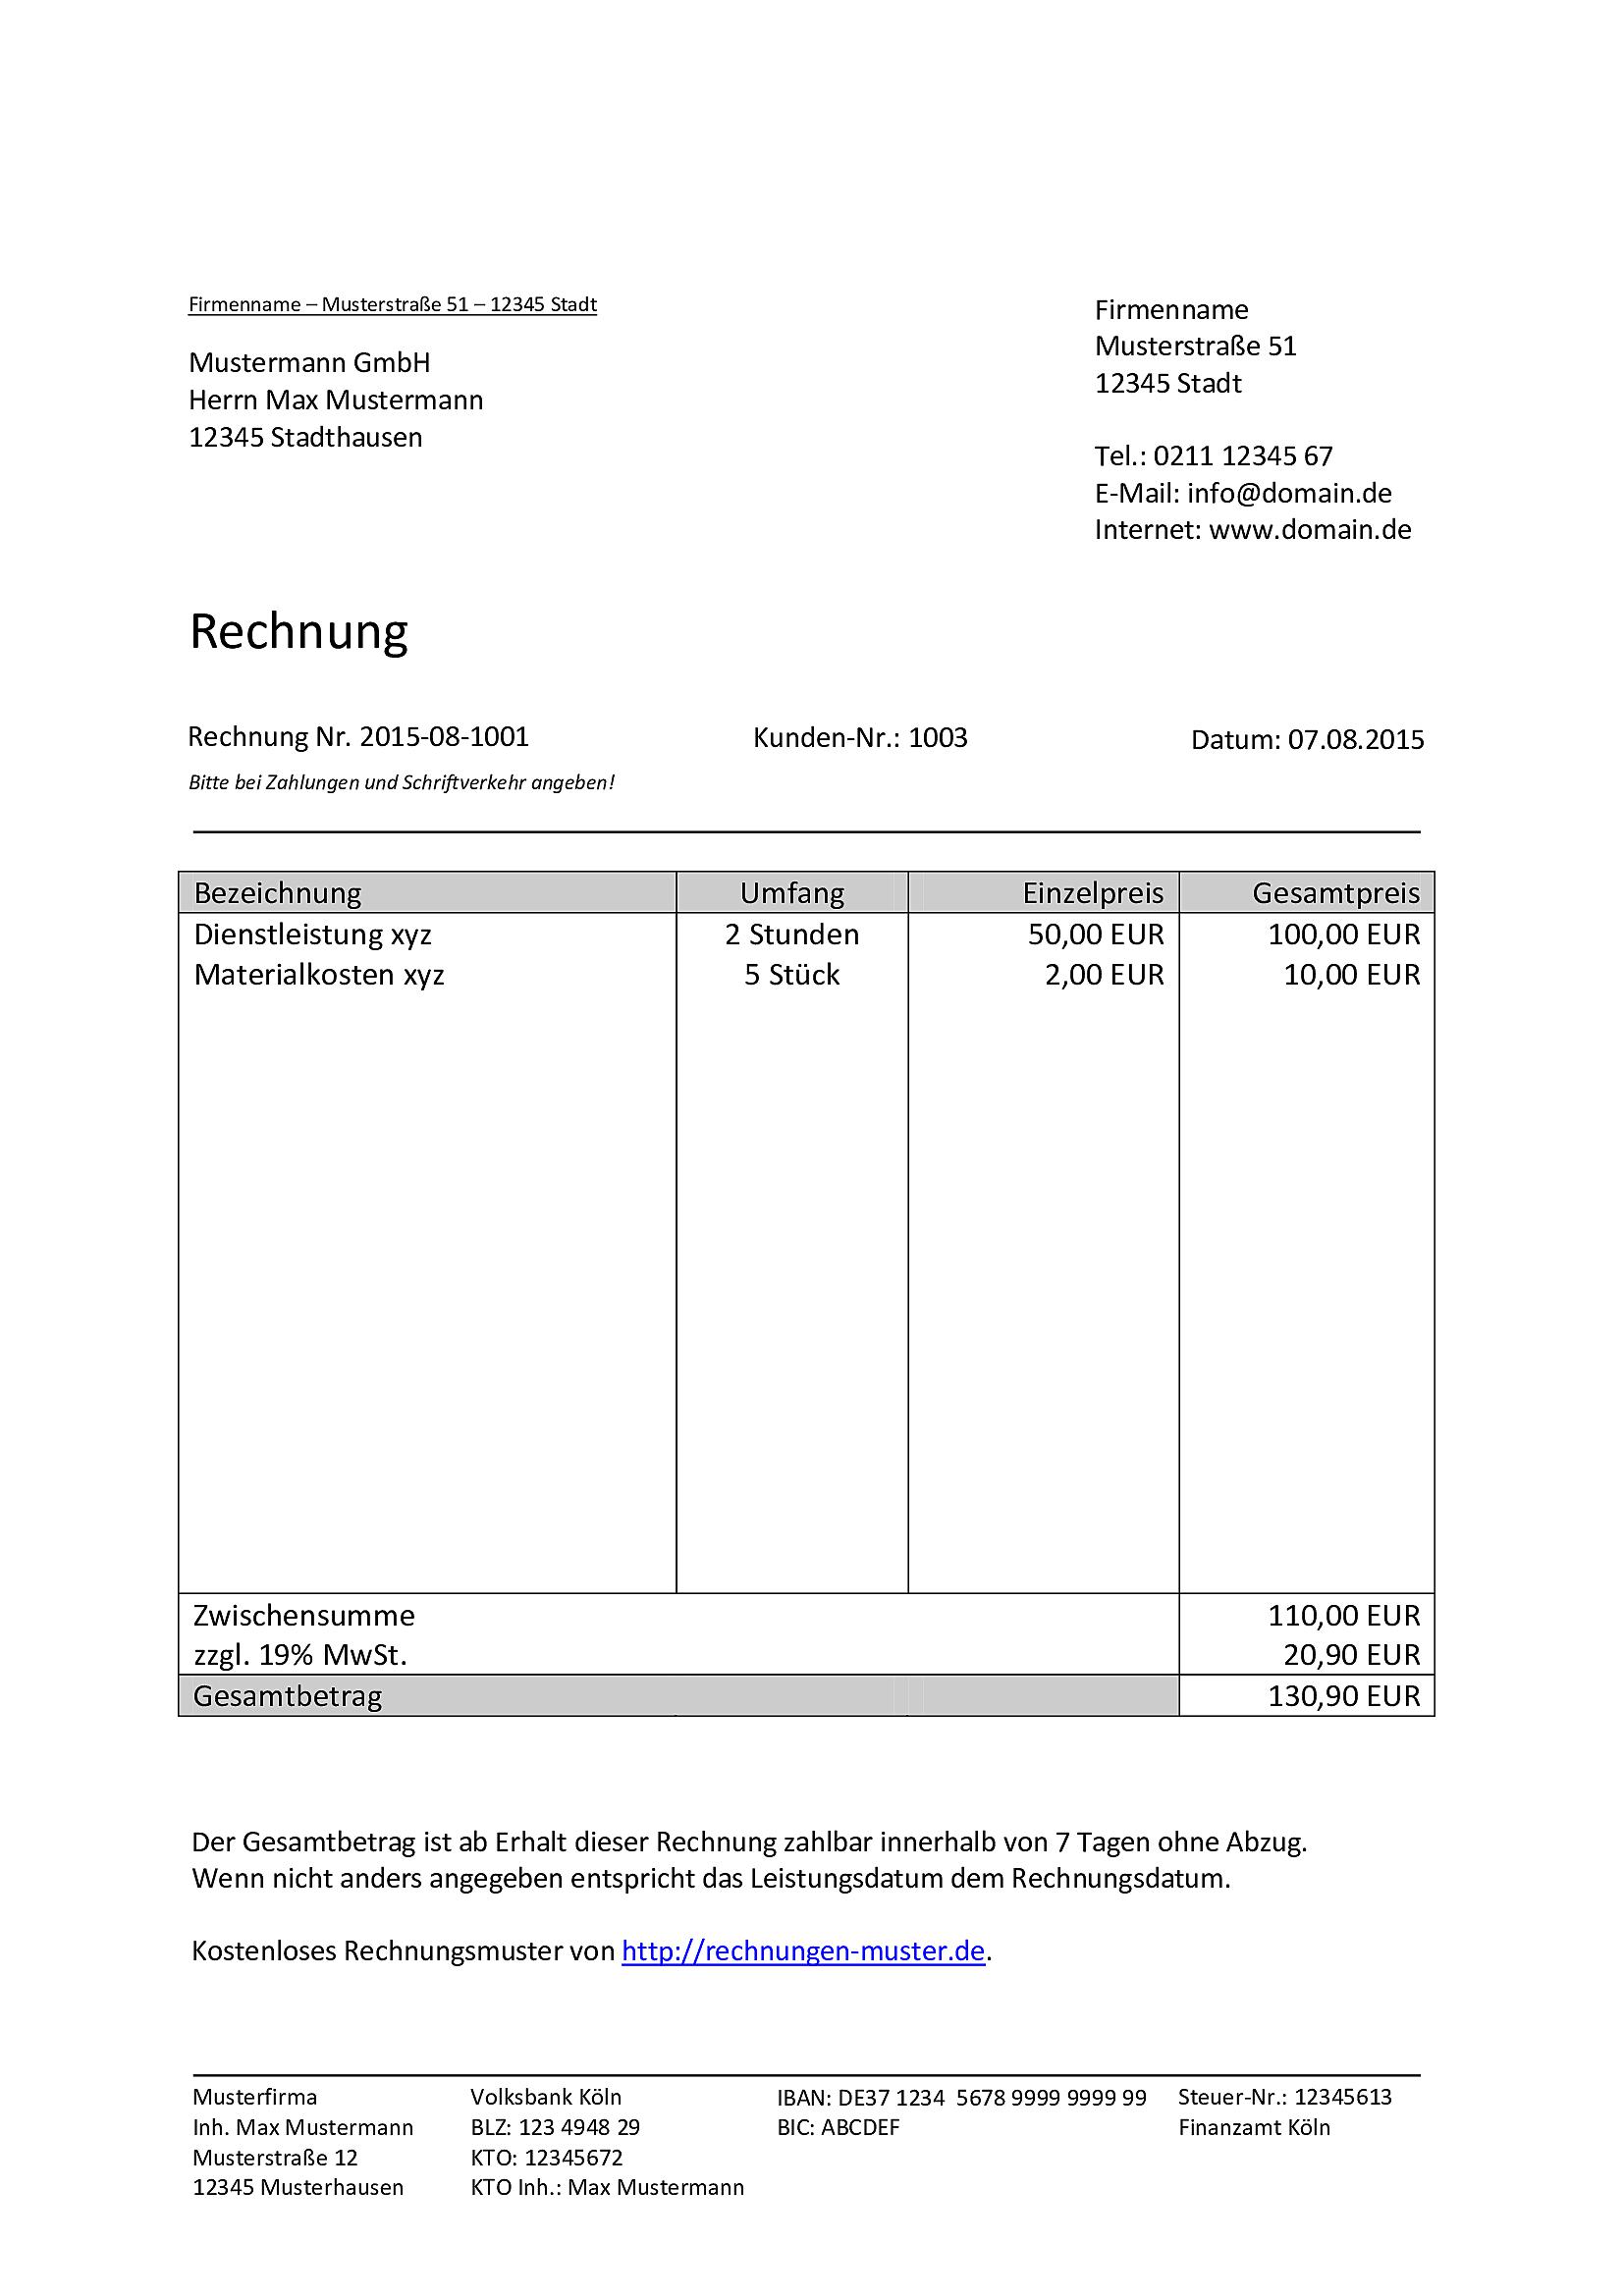 Firmenname – Musterstraße 51 – 12345 Stadt
Mustermann GmbH
Herrn Max Mustermann
12345 Stadthausen
Firmenname
Musterstraße 51
12345 Stadt
Tel.: 0211 12345 67
E-Mail: info@domain.de
Internet: www.domain.de
Rechnung
Rechnung Nr. 2015-08-1001 Kunden-Nr.: 1003 Datum: 07.08.2015
Bitte bei Zahlungen und Schriftverkehr angeben!
Bezeichnung Umfang Einzelpreis Gesamtpreis
Dienstleistung xyz 2 Stunden 50,00 EUR 100,00 EUR
Materialkosten xyz 5 Stück 2,00 EUR 10,00 EUR
Zwischensumme 110,00 EUR
zzgl. 19% MwSt. 20,90 EUR
Gesamtbetrag 130,90 EUR
Der Gesamtbetrag ist ab Erhalt dieser Rechnung zahlbar innerhalb von 7 Tagen ohne Abzug.
Wenn nicht anders angegeben entspricht das Leistungsdatum dem Rechnungsdatum.
Kostenloses Rechnungsmuster von http://rechnungen-muster.de.
Musterfirma
Inh. Max Mustermann
Musterstraße 12
12345 Musterhausen
Volksbank Köln
BLZ: 123 4948 29
KTO: 12345672
KTO Inh.: Max Mustermann
IBAN: DE37 1234 5678 9999 9999 99
BIC: ABCDEF
Steuer-Nr.: 12345613
Finanzamt Köln